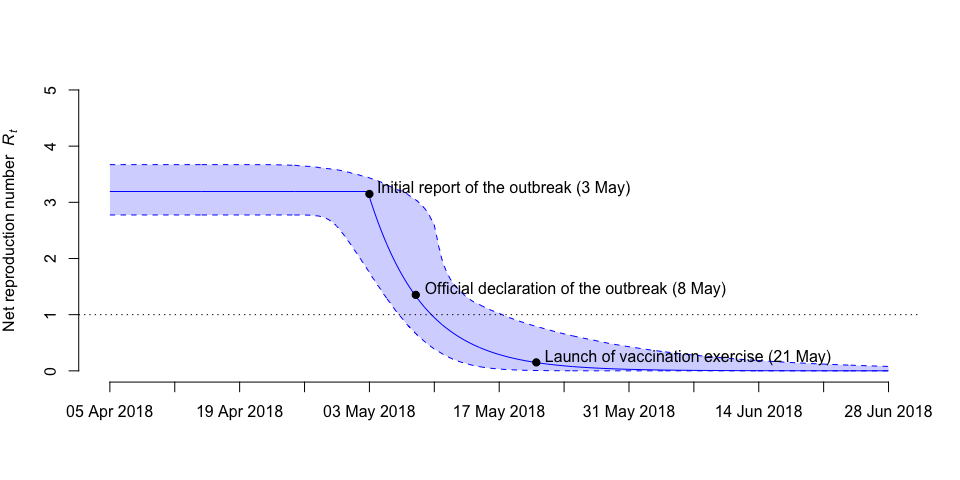 5
4
3
2
1
0
Net reproduction number Rt
Initial report of the outbreak (3 May)
Official declaration of the outbreak (8 May)
Launch of vaccination exercise (21 May)
05 Apr 2018
19 Apr 2018
03 May 2018
17 May 2018
31 May 2018
14 Jun 2018
28 Jun 2018